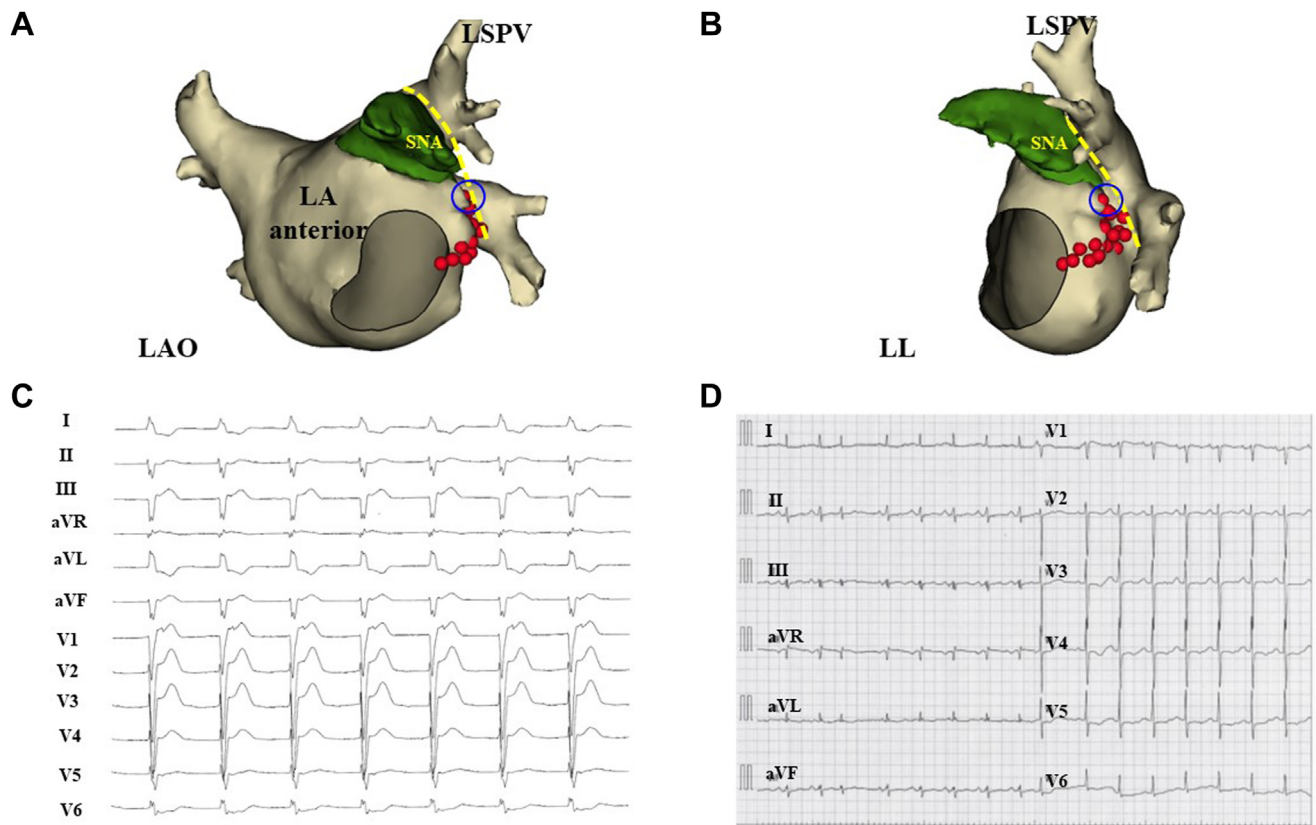 A
LSPV
SNA
LA
anterior
LAO
B
LSPV
SNA
LL
C
I
II
III
aVR
aVL
aVF
V1
V2
V3
V4
V5
V6
D
I
V1
II
V2
III
V3
aVR
V4
aVL
V5
aVF
V6